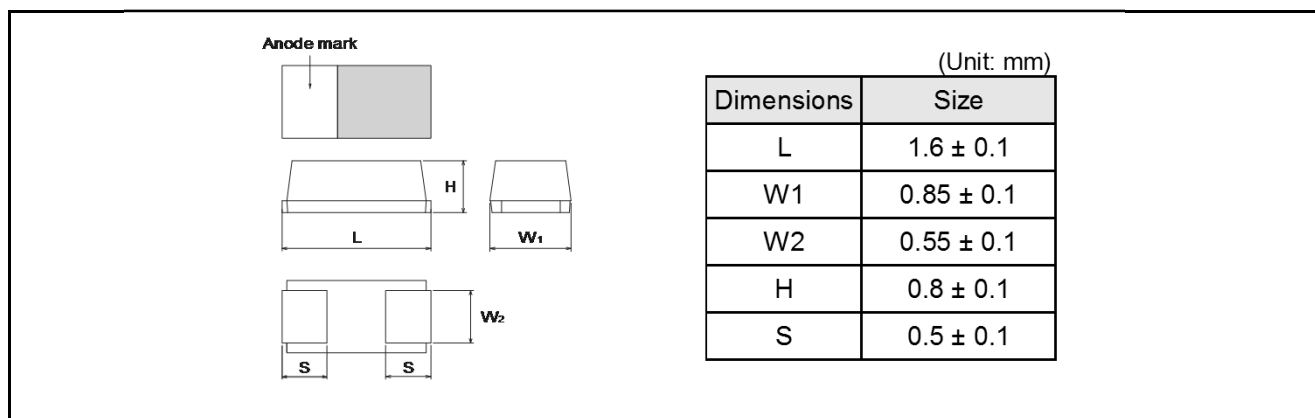 Anode mark
H
L
W₁
W₂
S S
(Unit: mm)
Dimensions Size
L 1.6 ± 0.1
W1 0.85 ± 0.1
W2 0.55 ± 0.1
H 0.8 ± 0.1
S 0.5 ± 0.1